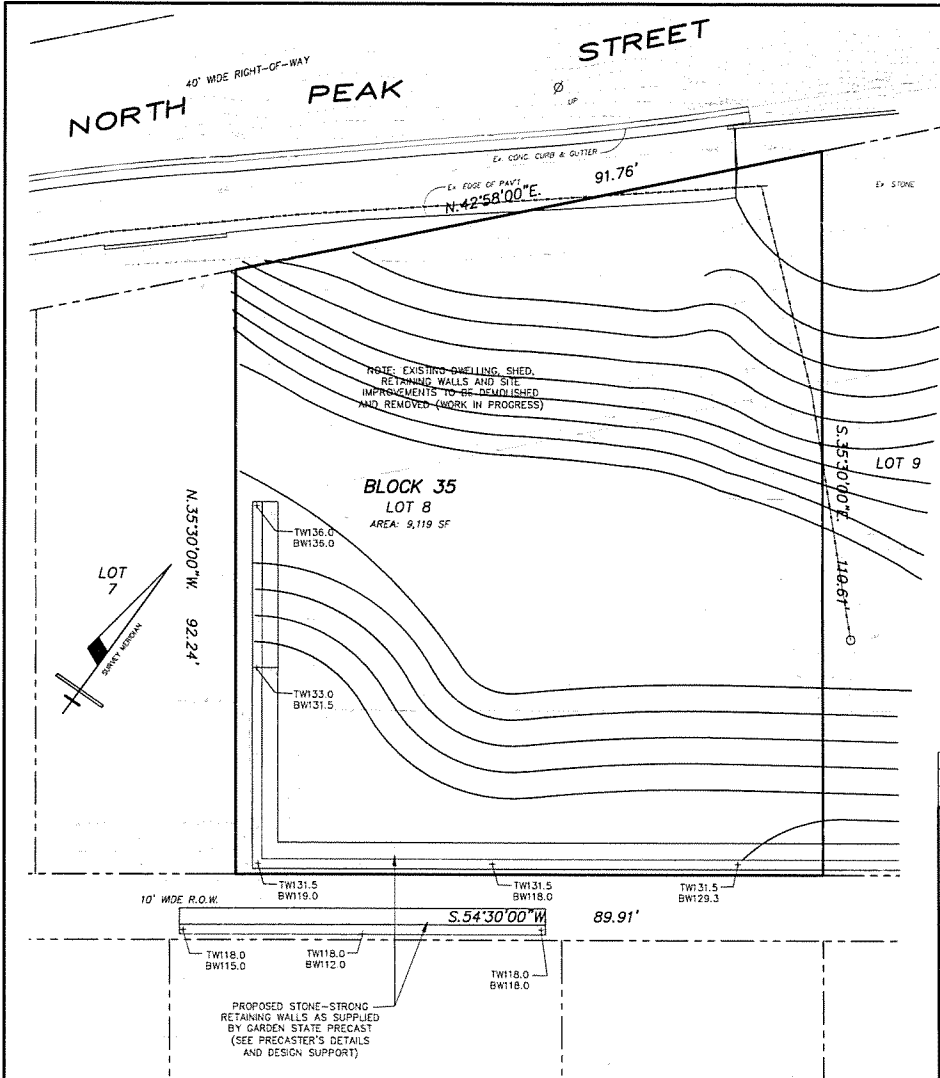 40' WIDE RIGHT-OF-WAY
NORTH PEAK STREET
UP
Ex. CONC. CURB & GUTTER
Ex. EDGE OF PAV'T
N.42°58'00"E. 91.76'
Ex. STONE
NOTE: EXISTING DWELLING, SHED,
RETAINING WALLS AND SITE
IMPROVEMENTS TO BE DEMOLISHED
AND REMOVED (WORK IN PROGRESS)
S.35°30'00"E. 110.61'
LOT 9
BLOCK 35
LOT 8
AREA: 9,119 SF
N.35°30'00"W. 92.24'
TW136.0
BW135.0
LOT
7
SURVEY MERIDIAN
TW133.0
BW131.5
TW131.5
BW119.0
TW131.5
BW118.0
TW131.5
BW129.3
10' WIDE R.O.W.
S.54°30'00"W. 89.91'
TW118.0
BW115.0
TW118.0
BW112.0
TW118.0
BW118.0
PROPOSED STONE-STRONG
RETAINING WALLS AS SUPPLIED
BY GARDEN STATE PRECAST
(SEE PRECASTER'S DETAILS
AND DESIGN SUPPORT)